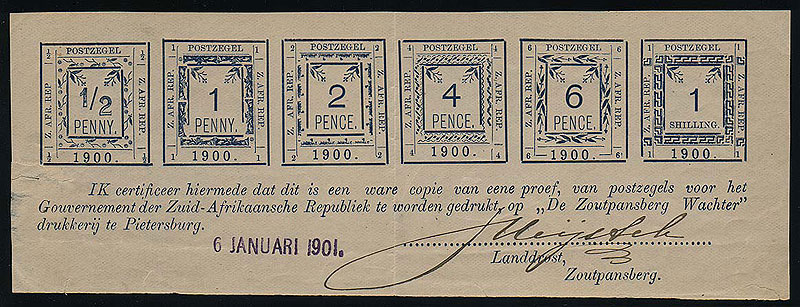 ½ POSTZEGEL ½ 1 POSTZEGEL 1 2 POSTZEGEL 2 4 POSTZEGEL 4 6 POSTZEGEL 6 1 POSTZEGEL 1
Z. AFR. REP. Z. AFR. REP. Z. AFR. REP. Z. AFR. REP. Z. AFR. REP. Z. AFR. REP. Z. AFR. REP. Z. AFR. REP. Z. AFR. REP. Z. AFR. REP. Z. AFR. REP. Z. AFR. REP.
1/2 1 2 4 6 1
PENNY. PENNY. PENCE. PENCE. PENCE. SHILLING.
½ 1900. ½ 1 1900. 1 2 1900. 2 4 1900. 4 6 1900. 6 1 1900. 1
IK certificeer hiermede dat dit is een ware copie van eene proef, van postzegels voor het
Gouvernement der Zuid-Afrikaansche Republiek te worden gedrukt, op „De Zoutpansberg Wachter"
drukkerij te Pietersburg.
6 JANUARI 1901.
Landdrost,
Zoutpansberg.